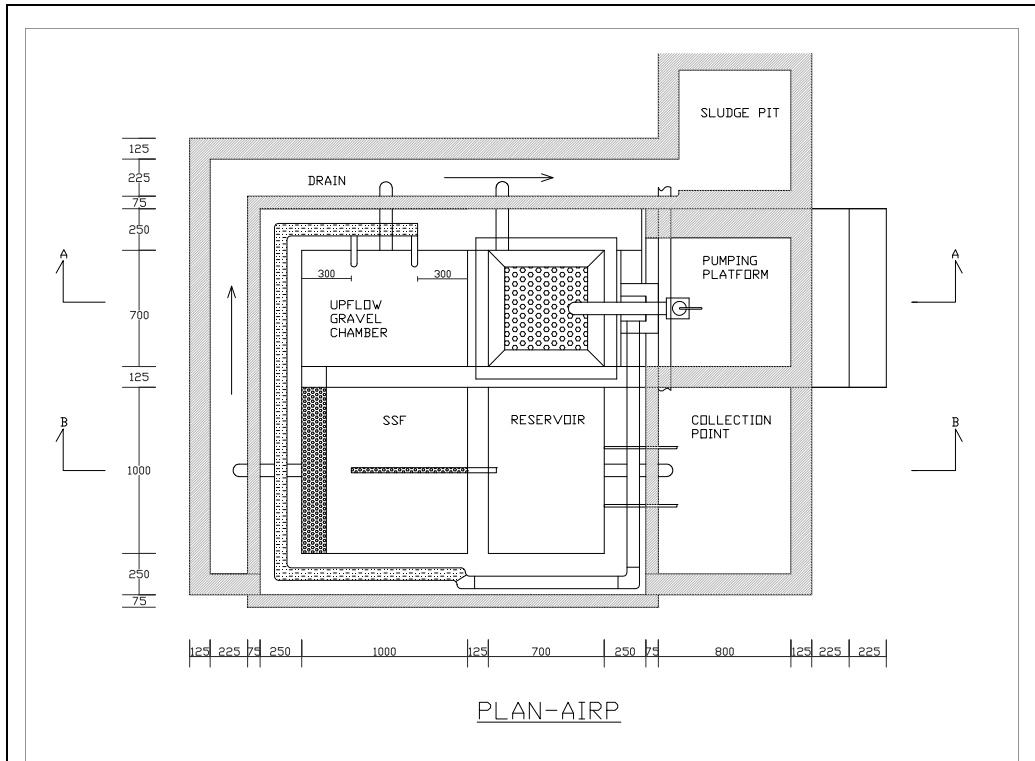 SLUDGE PIT
125
225
DRAIN
75
250
A
A
PUMPING
PLATFORM
300
300
UPFLOW
GRAVEL
CHAMBER
700
125
B
B
SSF
RESERVOIR
COLLECTION
POINT
1000
250
75
125 225 75 250 1000 125 700 250 75 800 125 225 225
PLAN-AIRP